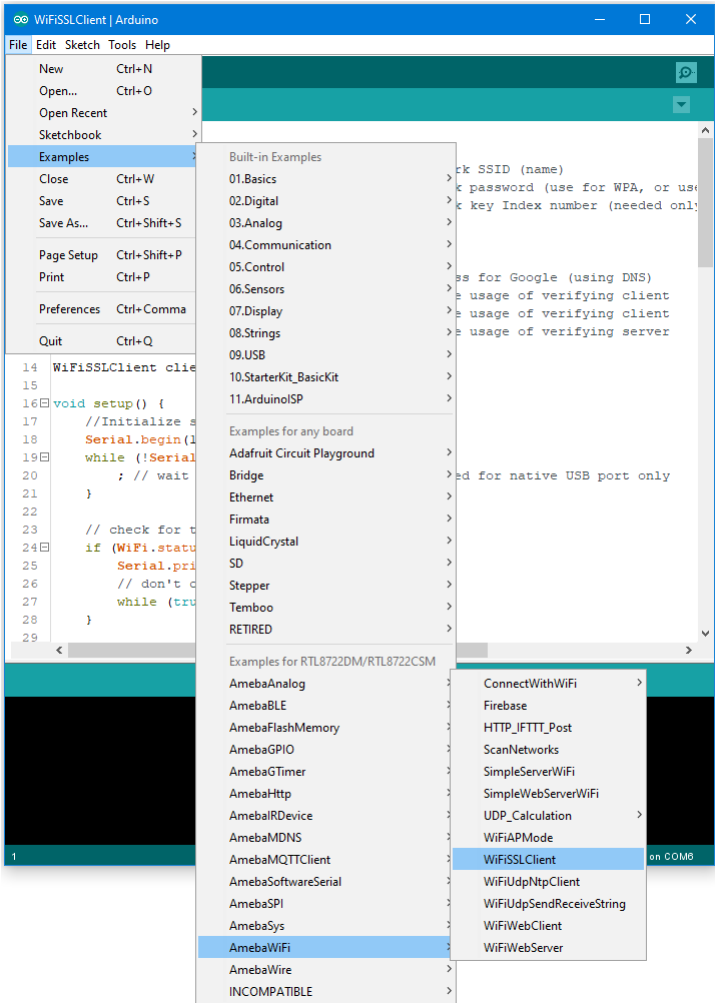 WiFiSSLClient | Arduino
File Edit Sketch Tools Help
New Ctrl+N
Open... Ctrl+O
Open Recent
Sketchbook
Examples
Close Ctrl+W
Save Ctrl+S
Save As... Ctrl+Shift+S
Page Setup Ctrl+Shift+P
Print Ctrl+P
Preferences Ctrl+Comma
Quit Ctrl+Q
Built-in Examples
01.Basics
02.Digital
03.Analog
04.Communication
05.Control
06.Sensors
07.Display
08.Strings
09.USB
10.StarterKit_BasicKit
11.ArduinoISP
Examples for any board
Adafruit Circuit Playground
Bridge
Ethernet
Firmata
LiquidCrystal
SD
Stepper
Temboo
RETIRED
Examples for RTL8722DM/RTL8722CSM
AmebaAnalog
AmebaBLE
AmebaFlashMemory
AmebaGPIO
AmebaGTimer
AmebaHttp
AmebaIRDevice
AmebaMDNS
AmebaMQTTClient
AmebaSoftwareSerial
AmebaSPI
AmebaSys
AmebaWiFi
AmebaWire
INCOMPATIBLE
ConnectWithWiFi
Firebase
HTTP_IFTTT_Post
ScanNetworks
SimpleServerWiFi
SimpleWebServerWiFi
UDP_Calculation
WiFiAPMode
WiFiSSLClient
WiFiUdpNtpClient
WiFiUdpSendReceiveString
WiFiWebClient
WiFiWebServer
rk SSID (name)
password (use for WPA, or use
key Index number (needed only
ss for Google (using DNS)
e usage of verifying client
e usage of verifying client
e usage of verifying server
14 WiFiSSLClient clie
15
16 void setup() {
17 //Initialize s
18 Serial.begin(
19 while (!Serial
20 ; // wait ed for native USB port only
21 }
22
23 // check for t
24 if (WiFi.statu
25 Serial.pri
26 // don't c
27 while (tru
28 }
29
1 on COM6